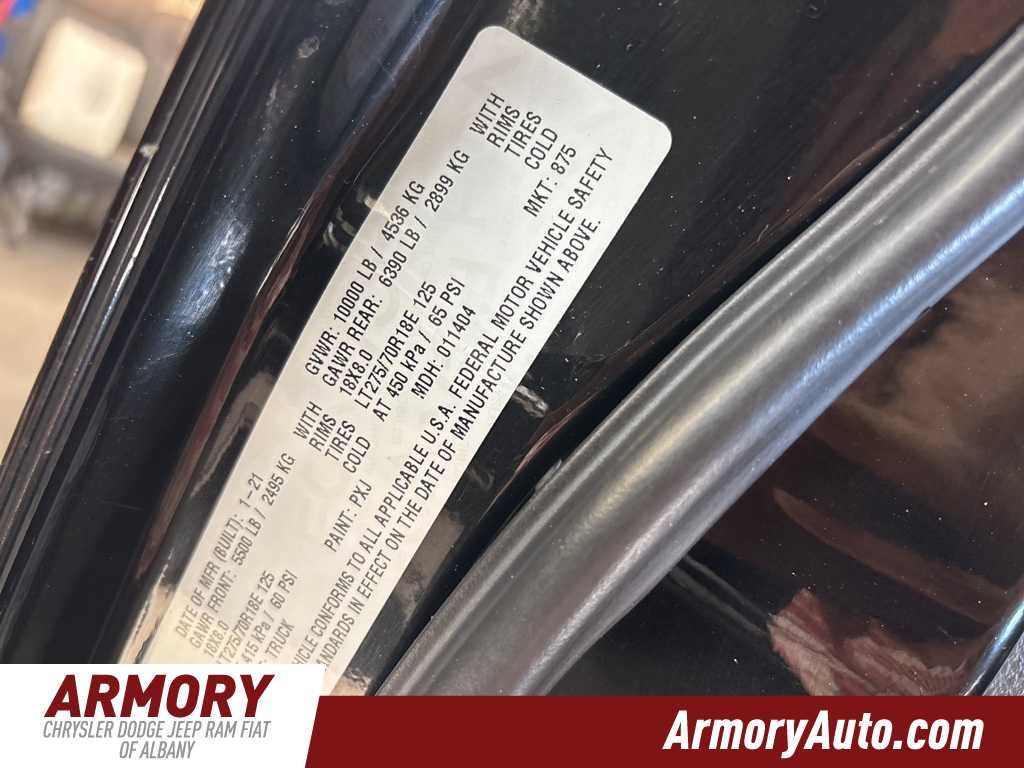 DATE OF MFR (BUILT): 1-21 GVWR: 10000 LB / 4536 KG
GAWR FRONT: 5500 LB / 2495 KG WITH GAWR REAR: 6390 LB / 2899 KG WITH
18X8.0 RIMS 18X8.0 RIMS
LT275/70R18E 125 TIRES LT275/70R18E 125 TIRES
415 kPa / 60 PSI COLD AT 450 kPa / 65 PSI COLD
TRUCK PAINT: PXJ MDH: 011404 MKT: 875
CONFORMS TO ALL APPLICABLE U.S.A. FEDERAL MOTOR VEHICLE SAFETY
IN EFFECT ON THE DATE OF MANUFACTURE SHOWN ABOVE.
ARMORY
CHRYSLER DODGE JEEP RAM FIAT
OF ALBANY
ArmoryAuto.com